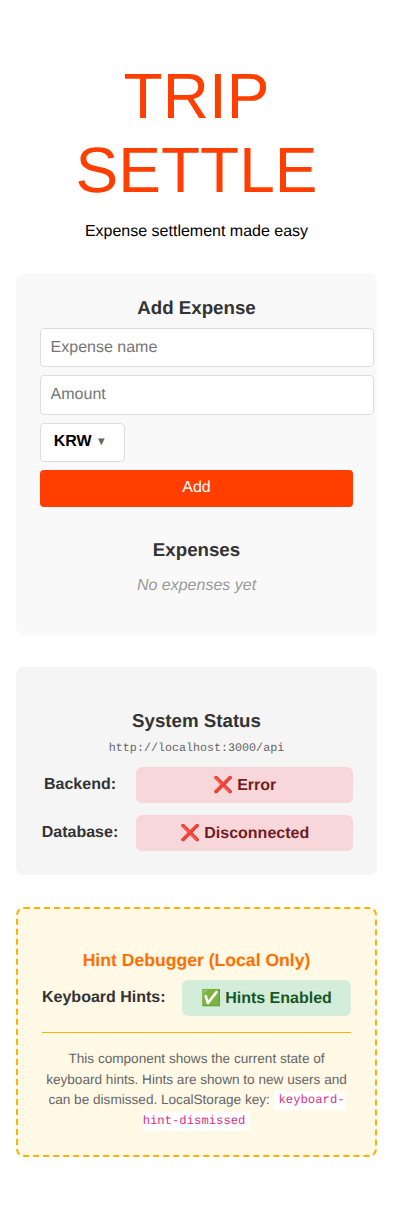 TRIP
SETTLE
Expense settlement made easy
Add Expense
Expense name
Amount
KRW ▼
Add
Expenses
No expenses yet
System Status
http://localhost:3000/api
Backend: ❌ Error
Database: ❌ Disconnected
Hint Debugger (Local Only)
Keyboard Hints: ✅ Hints Enabled
This component shows the current state of
keyboard hints. Hints are shown to new users and
can be dismissed. LocalStorage key: keyboard-
hint-dismissed